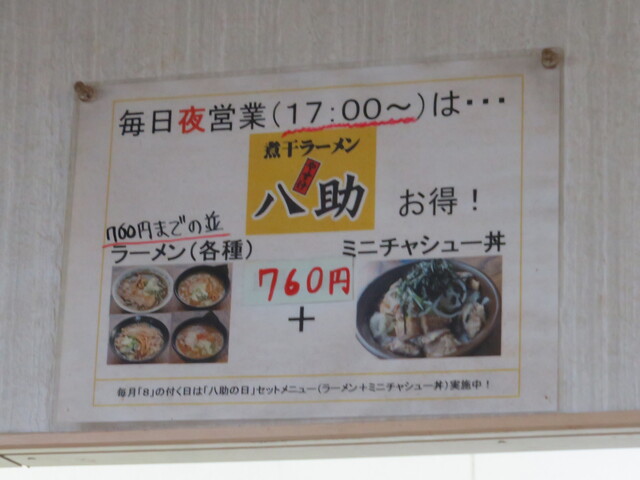 毎日夜営業(17:00～)は・・・
煮干ラーメン
やすけ
八助
お得！
700円までの並
ラーメン(各種)
ミニチャシュー丼
760円
＋
毎月「8」の付く日は「八助の日」セットメニュー(ラーメン＋ミニチャシュー丼)実施中！